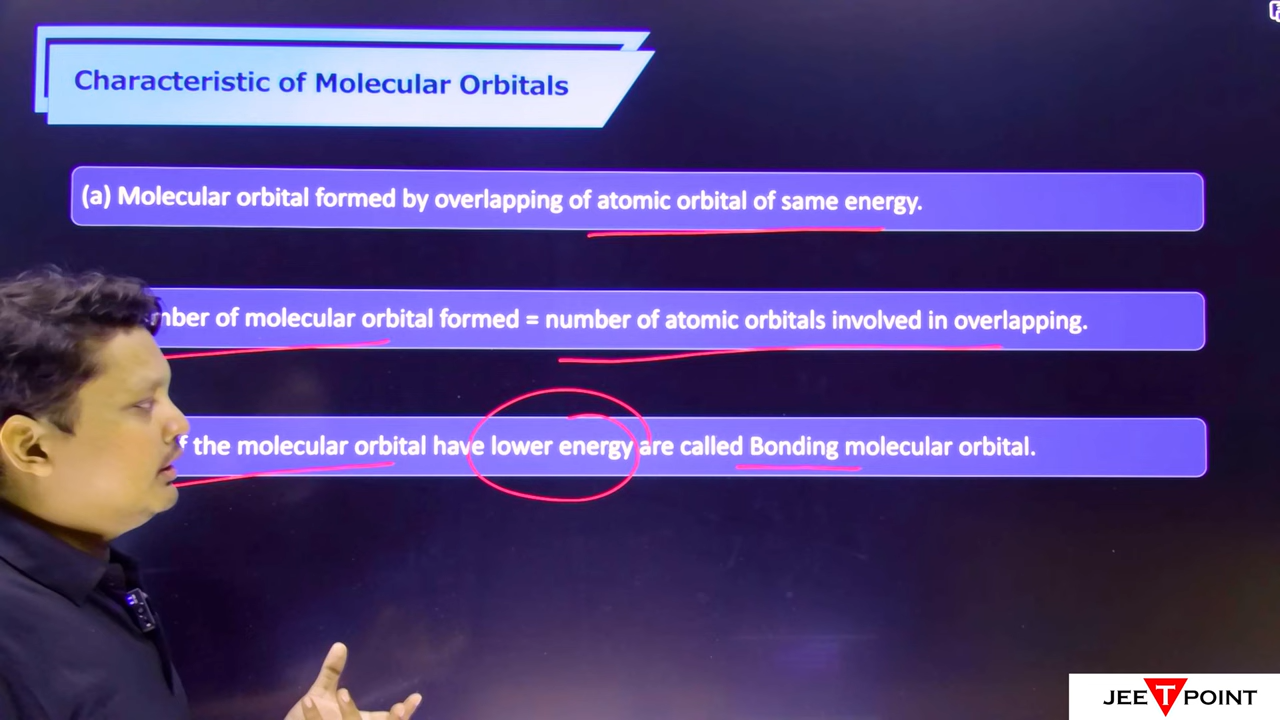 Characteristic of Molecular Orbitals
(a) Molecular orbital formed by overlapping of atomic orbital of same energy.
mber of molecular orbital formed = number of atomic orbitals involved in overlapping.
f the molecular orbital have lower energy are called Bonding molecular orbital.
JEE T POINT